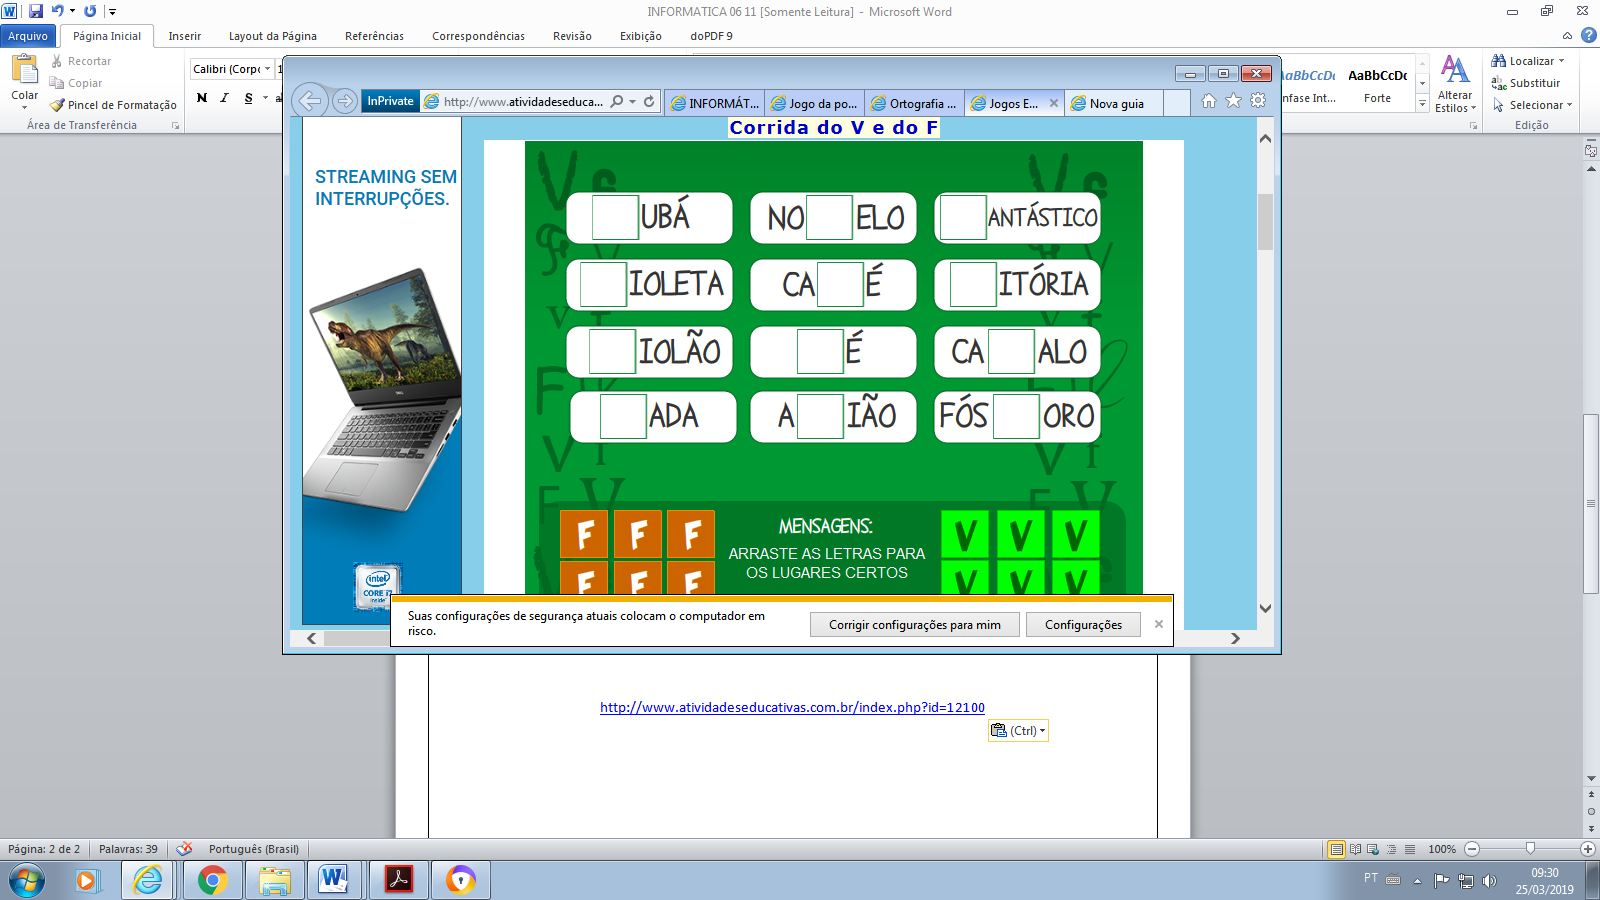 INFORMATICA 06 11 [Somente Leitura] - Microsoft Word
Arquivo Página Inicial Inserir Layout da Página Referências Correspondências Revisão Exibição doPDF 9
Colar
Recortar
Copiar
Pincel de Formatação
Área de Transferência
Calibri (Corpo
N I S
AaBbCcDc
nfase Int...
AaBbCcDc
Forte
Alterar
Estilos
Localizar
Substituir
Selecionar
Edição
InPrivate http://www.atividadeseduca... INFORMÁT... Jogo da po... Ortografia ... Jogos E... Nova guia
Corrida do V e do F
STREAMING SEM
INTERRUPÇÕES.
intel
CORE i7
inside
UBÁ NO ELO ANTÁSTICO
IOLETA CA É ITÓRIA
IOLÃO É CA ALO
ADA A IÃO FÓS ORO
F F F MENSAGENS: V V V
ARRASTE AS LETRAS PARA
OS LUGARES CERTOS
F F F V V V
Suas configurações de segurança atuais colocam o computador em
risco.
Corrigir configurações para mim Configurações
http://www.atividadeseducativas.com.br/index.php?id=12100
(Ctrl)
Página: 2 de 2 Palavras: 39 Português (Brasil) 100%
PT 09:30
25/03/2019